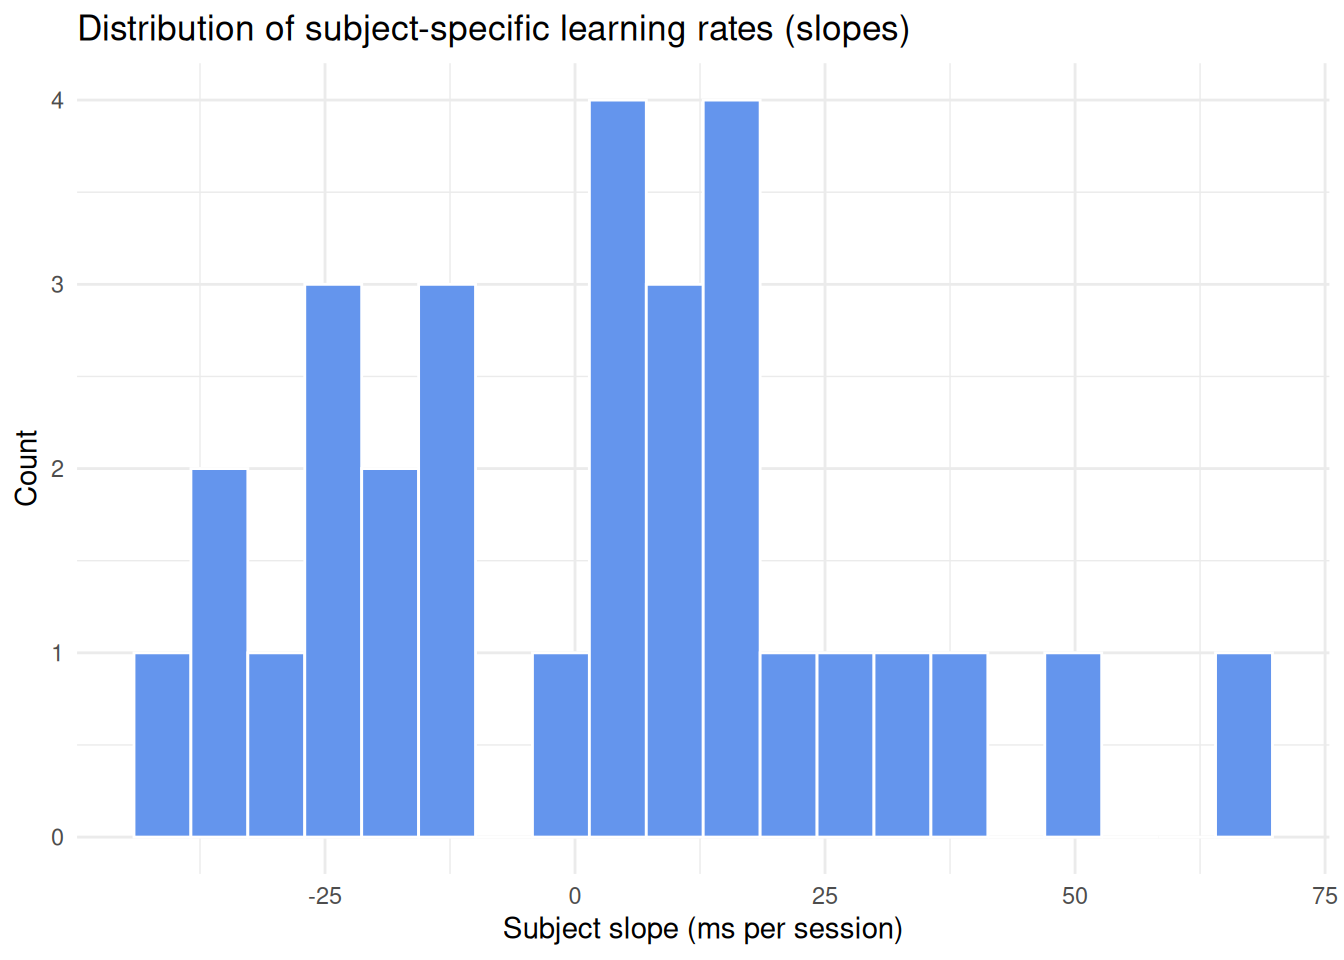 Distribution of subject-specific learning rates (slopes)
4
3
2
1
0
Count
-25 0 25 50 75
Subject slope (ms per session)